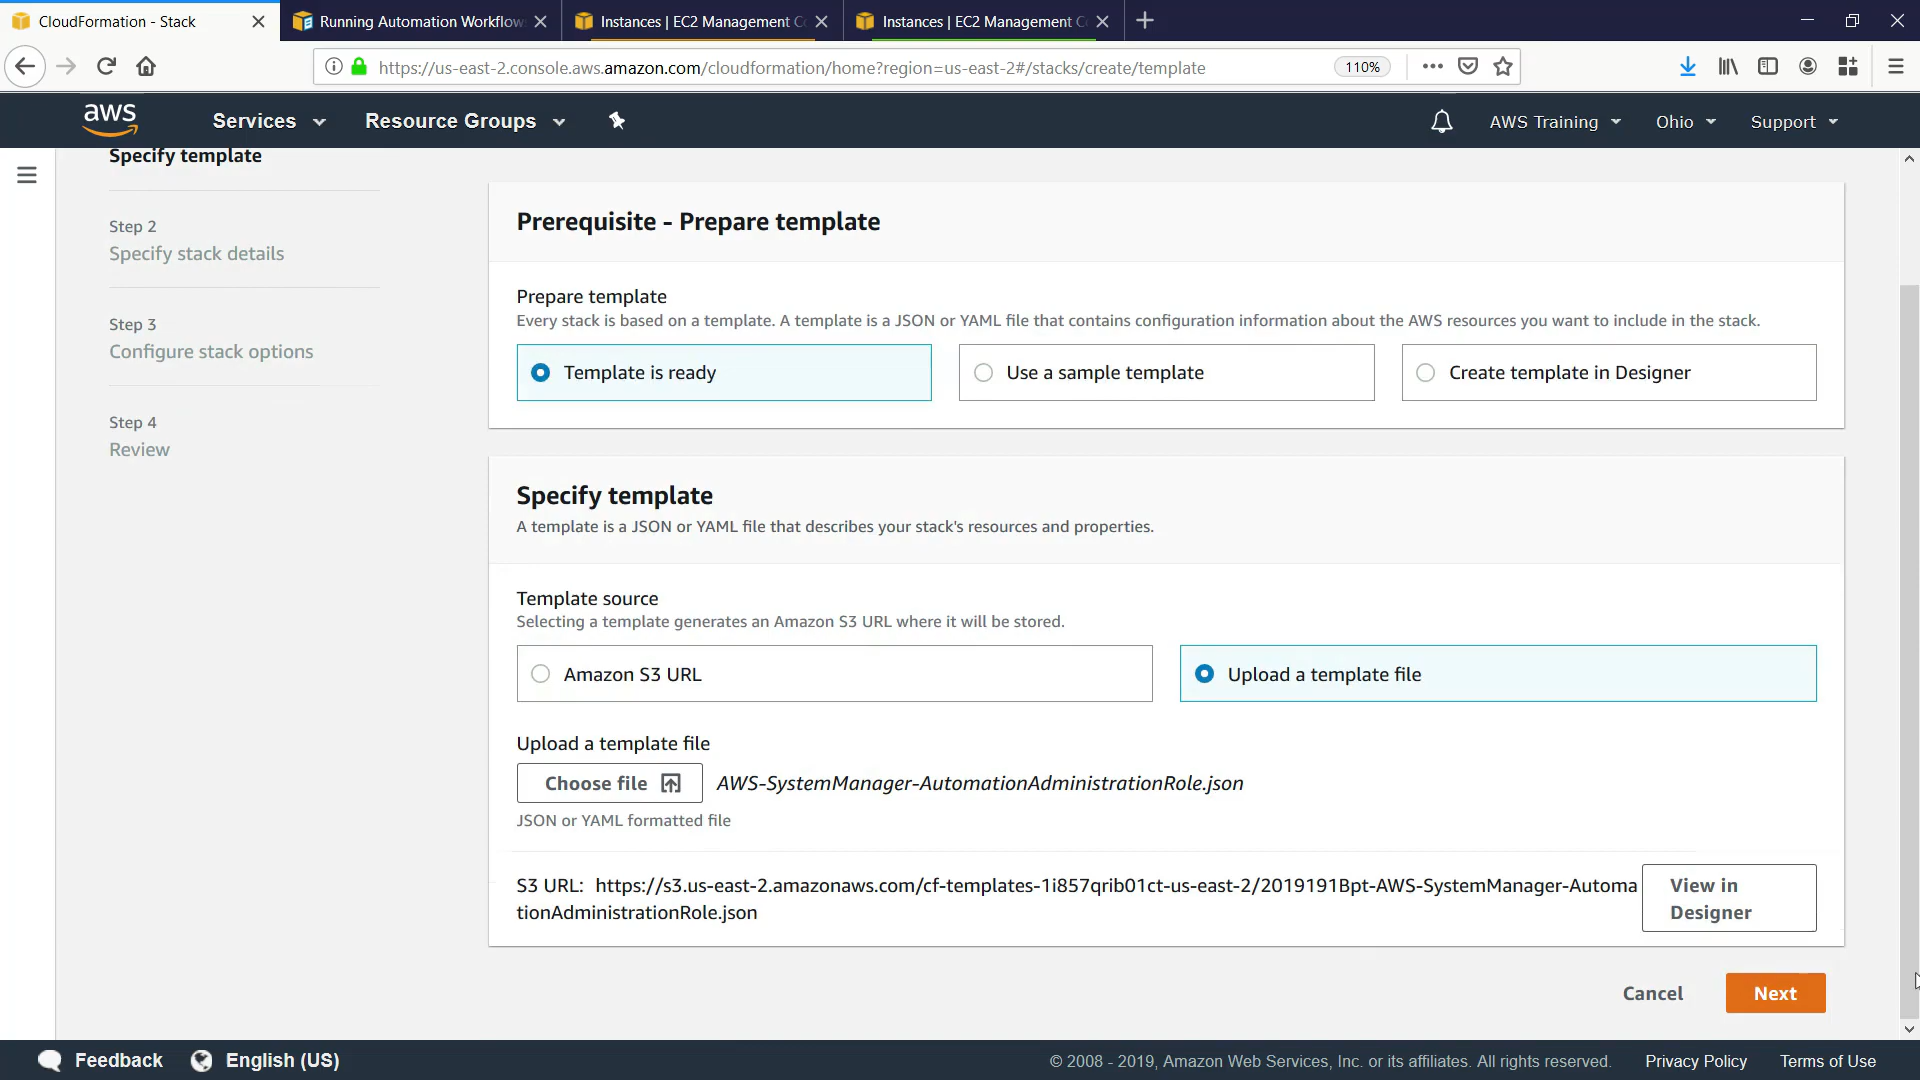 CloudFormation - Stack
Running Automation Workflow
Instances | EC2 Management Co
Instances | EC2 Management Co
https://us-east-2.console.aws.amazon.com/cloudformation/home?region=us-east-2#/stacks/create/template
110%
aws
Services
Resource Groups
AWS Training
Ohio
Support
Specify template
Step 2
Specify stack details
Step 3
Configure stack options
Step 4
Review
Prerequisite - Prepare template
Prepare template
Every stack is based on a template. A template is a JSON or YAML file that contains configuration information about the AWS resources you want to include in the stack.
Template is ready
Use a sample template
Create template in Designer
Specify template
A template is a JSON or YAML file that describes your stack's resources and properties.
Template source
Selecting a template generates an Amazon S3 URL where it will be stored.
Amazon S3 URL
Upload a template file
Upload a template file
Choose file
AWS-SystemManager-AutomationAdministrationRole.json
JSON or YAML formatted file
S3 URL: https://s3.us-east-2.amazonaws.com/cf-templates-1i857qrib01ct-us-east-2/2019191Bpt-AWS-SystemManager-Automa
tionAdministrationRole.json
View in
Designer
Cancel
Next
Feedback
English (US)
© 2008 - 2019, Amazon Web Services, Inc. or its affiliates. All rights reserved.
Privacy Policy
Terms of Use